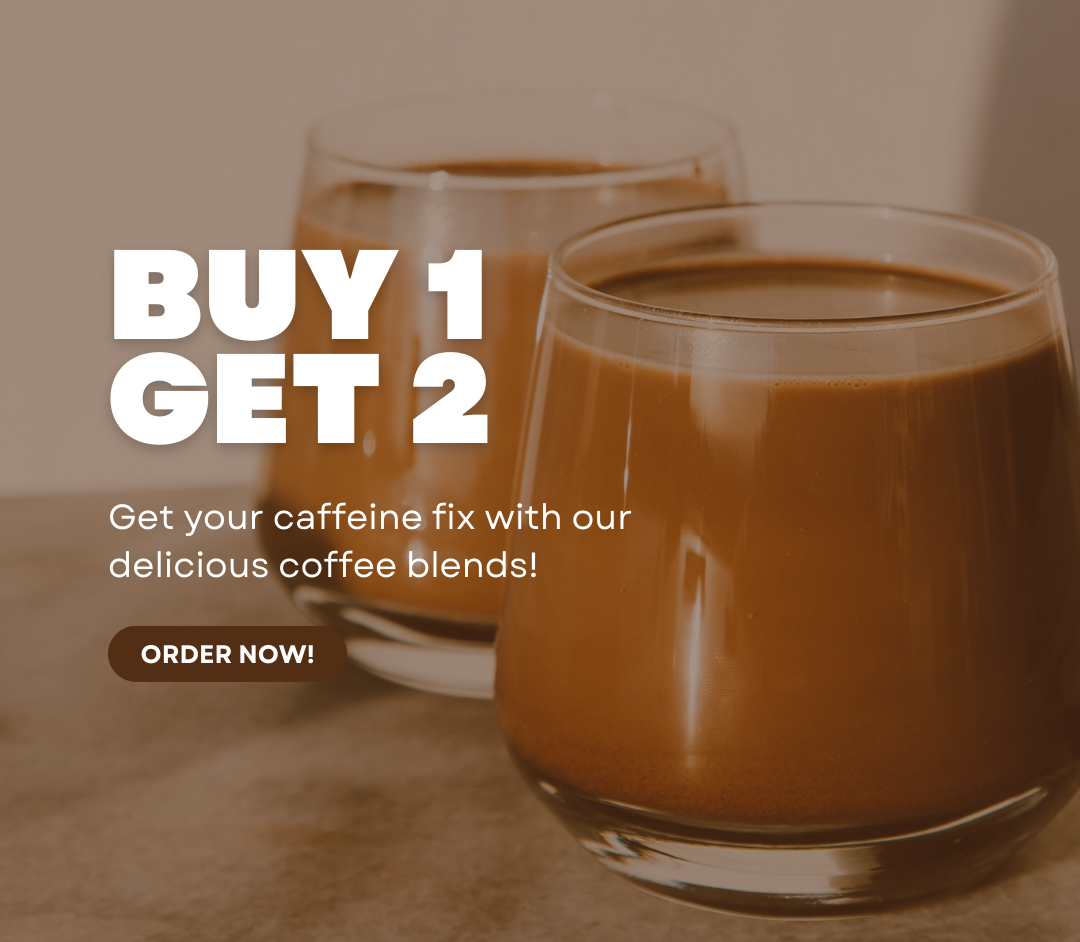 BUY 1
GET 2
Get your caffeine fix with our
delicious coffee blends!
ORDER NOW!